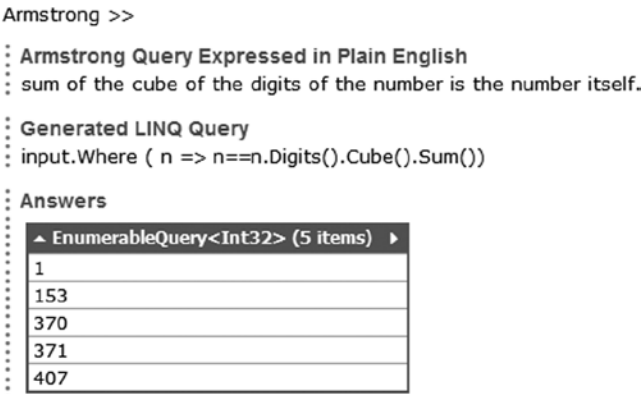 Armstrong >>
Armstrong Query Expressed in Plain English
sum of the cube of the digits of the number is the number itself.
Generated LINQ Query
input.Where ( n => n==n.Digits().Cube().Sum())
Answers
EnumerableQuery<Int32> (5 items)
1
153
370
371
407